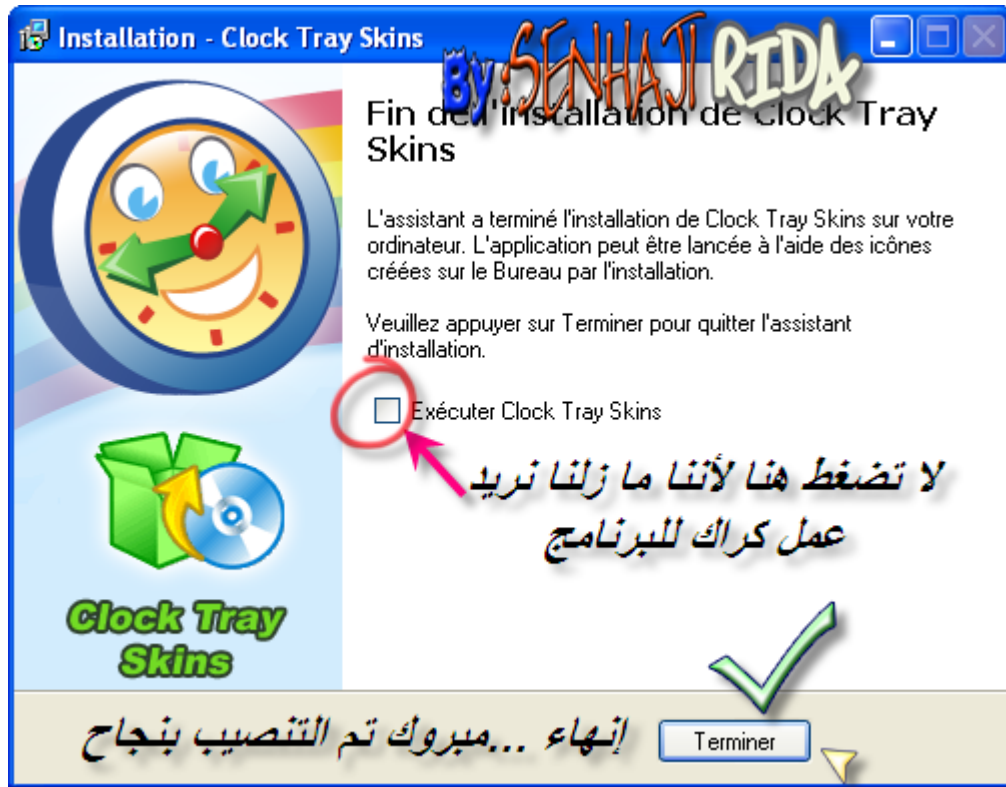 Installation - Clock Tray Skins
By:SENHAJI RIDA
Fin de l'installation de Clock Tray
Skins
L'assistant a terminé l'installation de Clock Tray Skins sur votre
ordinateur. L'application peut être lancée à l'aide des icônes
créées sur le Bureau par l'installation.
Veuillez appuyer sur Terminer pour quitter l'assistant
d'installation.
Exécuter Clock Tray Skins
لا تضغط هنا لأننا ما زلنا نريد
عمل كراك للبرنامج
Clock Tray
Skins
إنهاء ...مبروك تم التنصيب بنجاح
Terminer